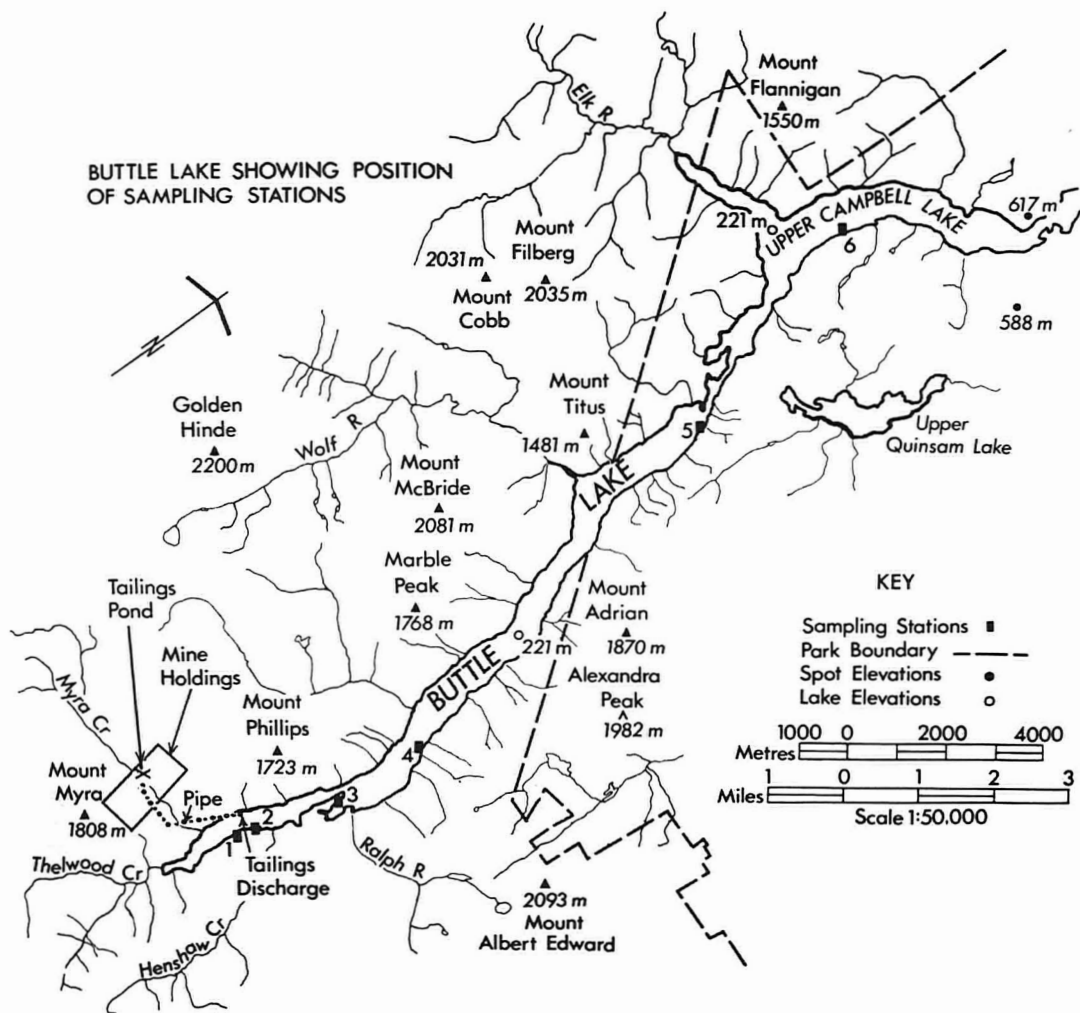 BUTTLE LAKE SHOWING POSITION
OF SAMPLING STATIONS
Elk R
Mount
Flannigan
1550 m
617 m
221 m
UPPER CAMPBELL LAKE
6
Mount
Filberg
2035 m
2031 m
Mount
Cobb
588 m
N
Golden
Hinde
2200 m
Wolf R
Mount
Titus
1481 m
5
Upper
Quinsam Lake
Mount
McBride
2081 m
BUTTLE LAKE
Marble
Peak
1768 m
Mount
Adrian
1870 m
221 m
Alexandra
Peak
1982 m
Tailings
Pond
Mine
Holdings
Myra Cr
Mount
Phillips
1723 m
4
3
Mount
Myra
1808 m
Pipe
2
1
Tailings
Discharge
Thelwood Cr
Ralph R
Henshaw Cr
2093 m
Mount
Albert Edward
KEY
Sampling Stations
Park Boundary
Spot Elevations
Lake Elevations
1000 0 2000 4000
Metres
1 0 1 2 3
Miles
Scale 1:50.000